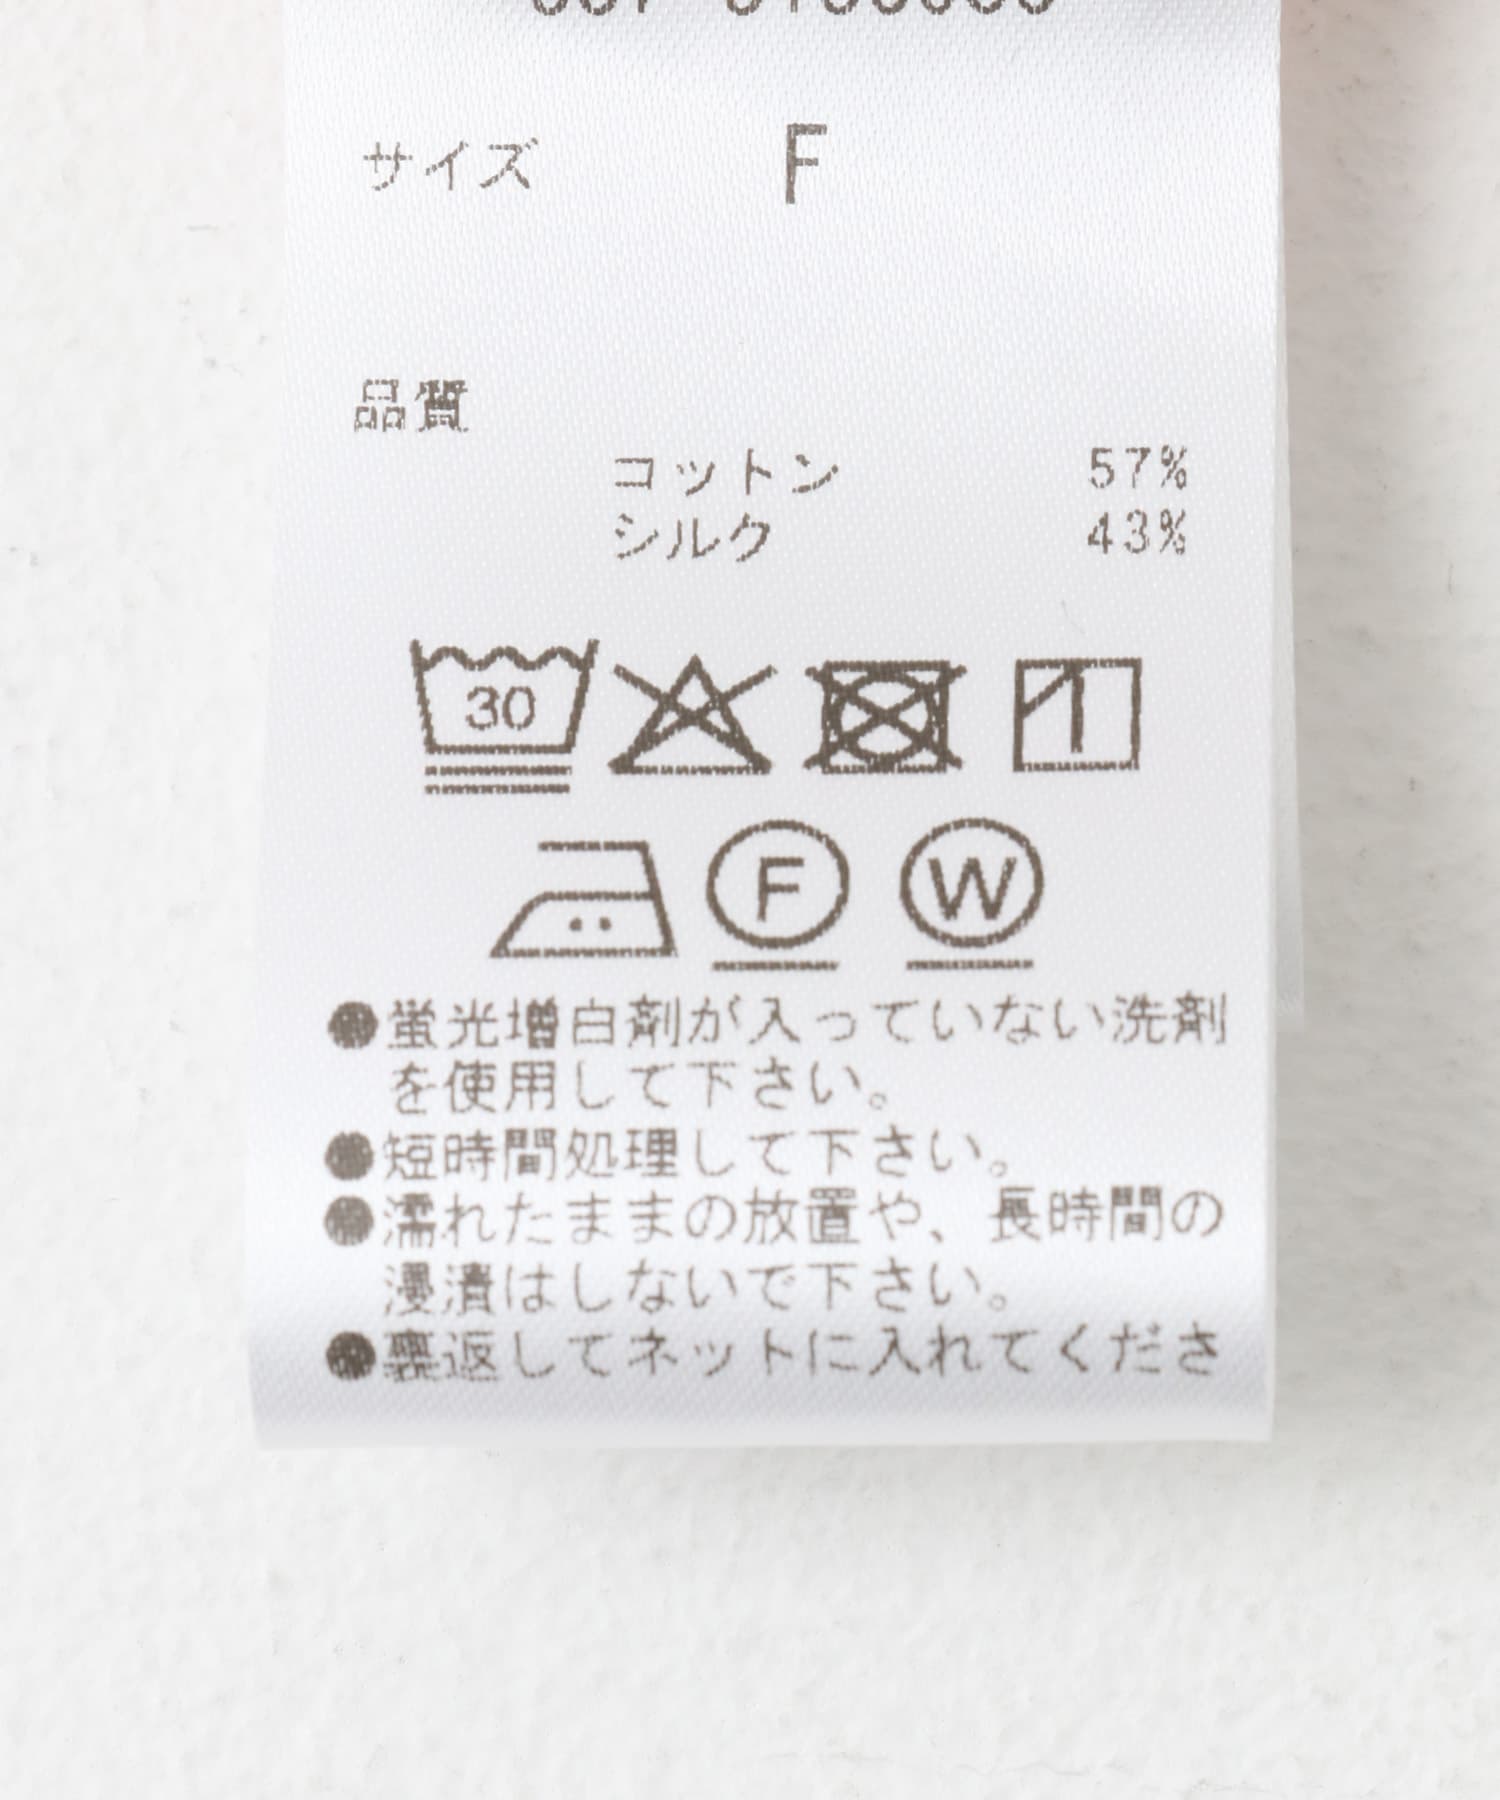 サイズ F
品質
コットン 57%
シルク 43%
30
F W
●蛍光増白剤が入っていない洗剤
を使用して下さい。
●短時間処理して下さい。
●濡れたままの放置や、長時間の
浸漬はしないで下さい。
●裏返してネットに入れてくださ